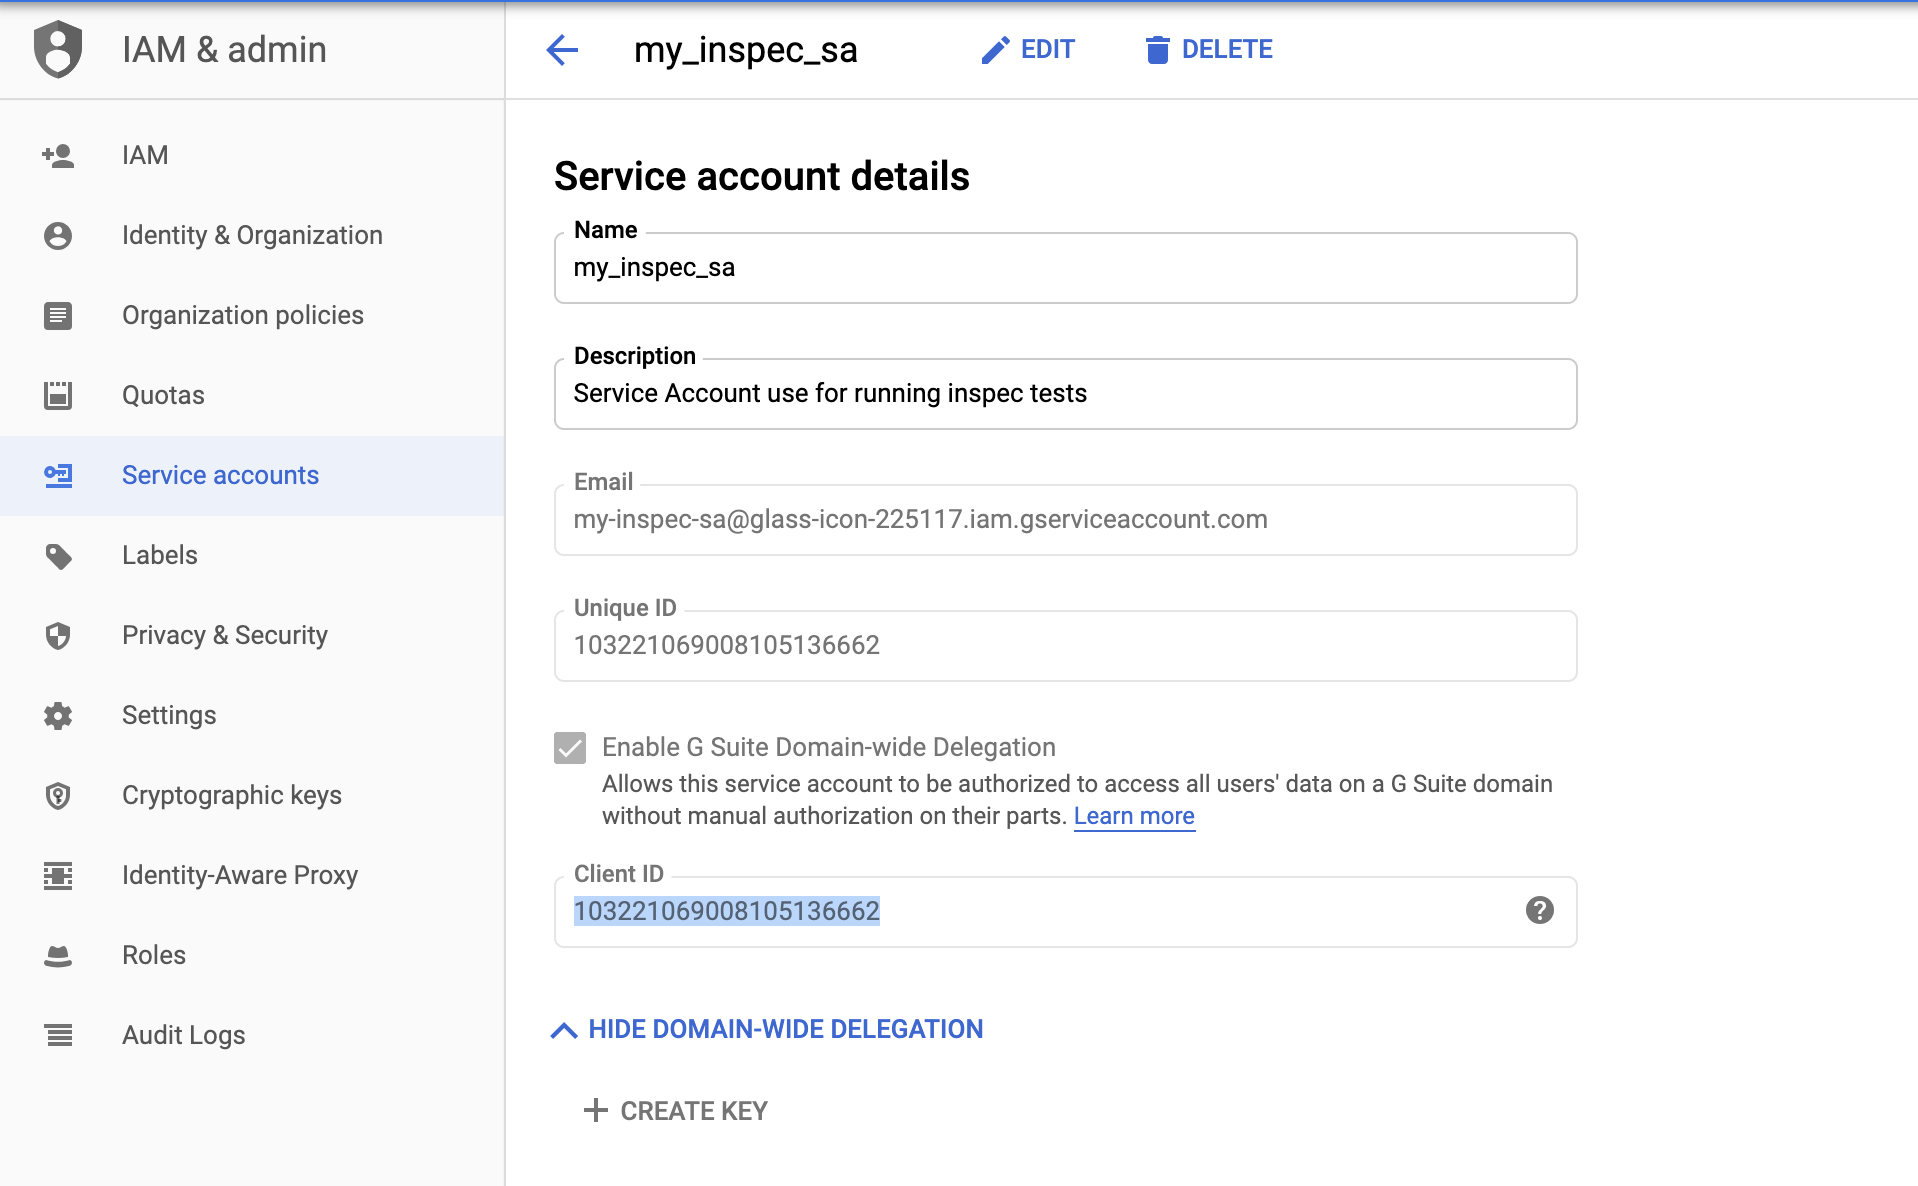 IAM & admin
my_inspec_sa
EDIT
DELETE
IAM
Identity & Organization
Organization policies
Quotas
Service accounts
Labels
Privacy & Security
Settings
Cryptographic keys
Identity-Aware Proxy
Roles
Audit Logs
Service account details
Name
my_inspec_sa
Description
Service Account use for running inspec tests
Email
my-inspec-sa@glass-icon-225117.iam.gserviceaccount.com
Unique ID
103221069008105136662
Enable G Suite Domain-wide Delegation
Allows this service account to be authorized to access all users' data on a G Suite domain
without manual authorization on their parts. Learn more
Client ID
103221069008105136662
?
HIDE DOMAIN-WIDE DELEGATION
CREATE KEY